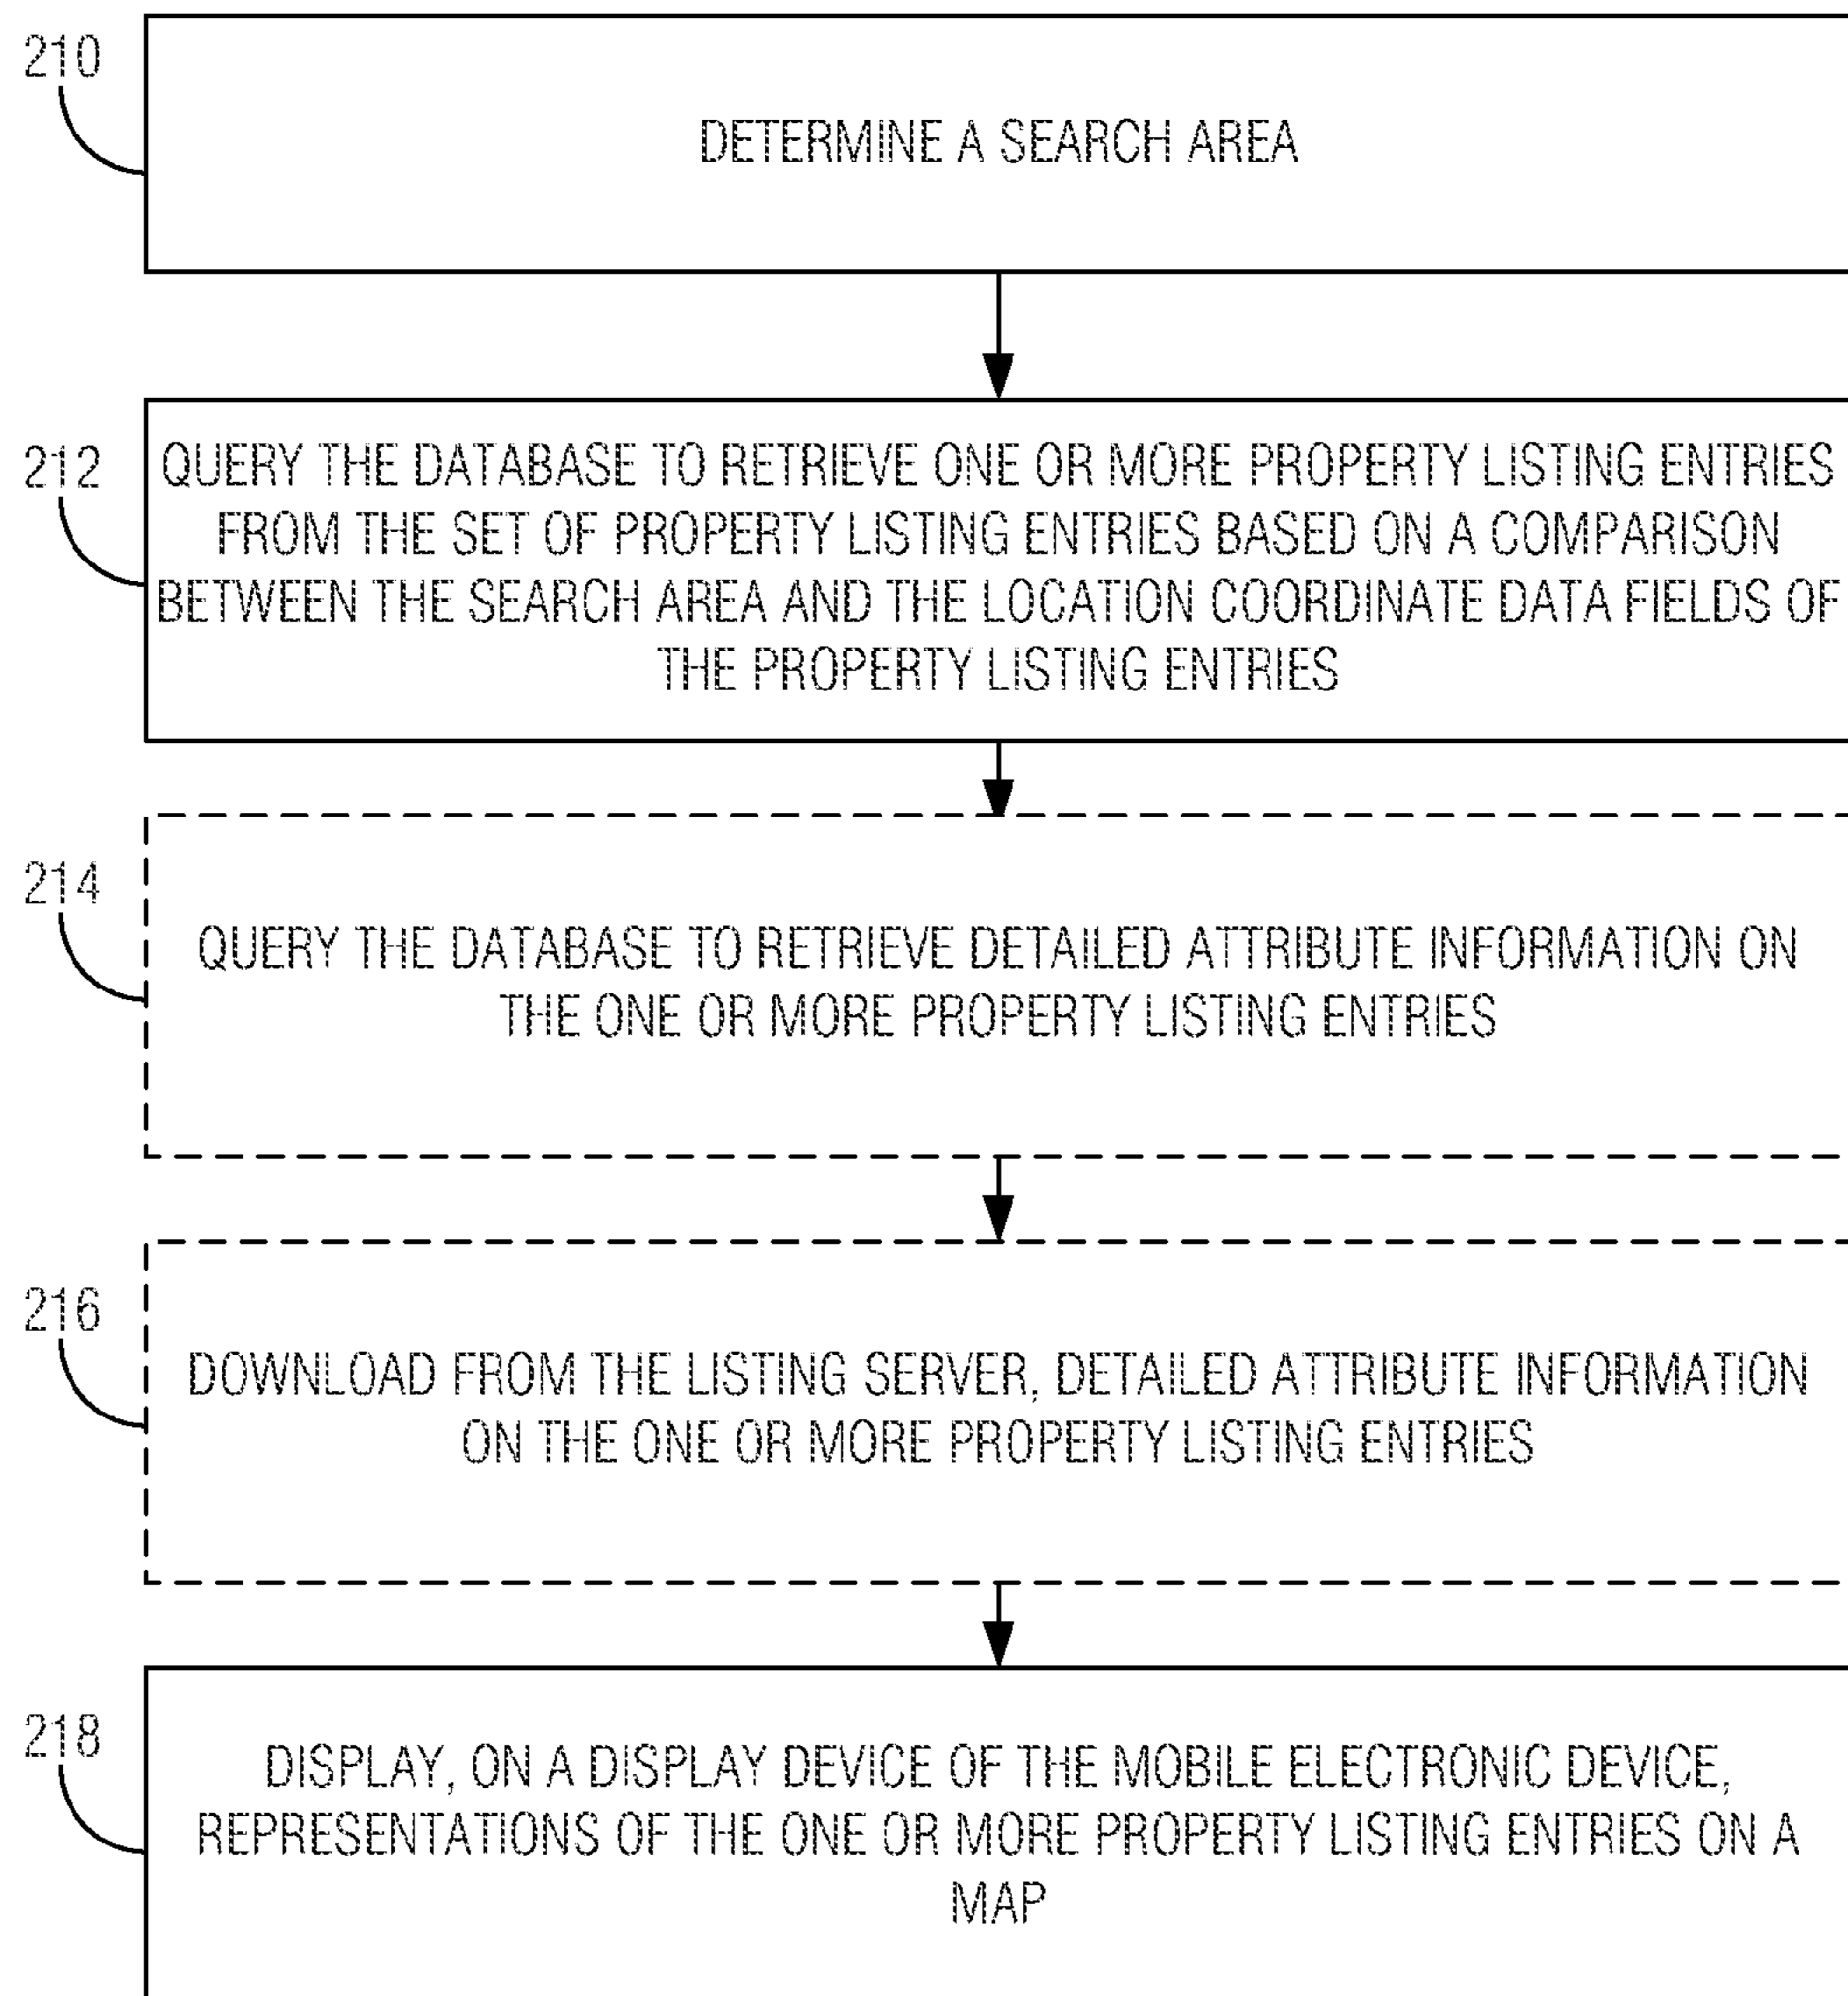 210
DETERMINE A SEARCH AREA
212
QUERY THE DATABASE TO RETRIEVE ONE OR MORE PROPERTY LISTING ENTRIES
FROM THE SET OF PROPERTY LISTING ENTRIES BASED ON A COMPARISON
BETWEEN THE SEARCH AREA AND THE LOCATION COORDINATE DATA FIELDS OF
THE PROPERTY LISTING ENTRIES
214
QUERY THE DATABASE TO RETRIEVE DETAILED ATTRIBUTE INFORMATION ON
THE ONE OR MORE PROPERTY LISTING ENTRIES
216
DOWNLOAD FROM THE LISTING SERVER, DETAILED ATTRIBUTE INFORMATION
ON THE ONE OR MORE PROPERTY LISTING ENTRIES
218
DISPLAY, ON A DISPLAY DEVICE OF THE MOBILE ELECTRONIC DEVICE,
REPRESENTATIONS OF THE ONE OR MORE PROPERTY LISTING ENTRIES ON A
MAP